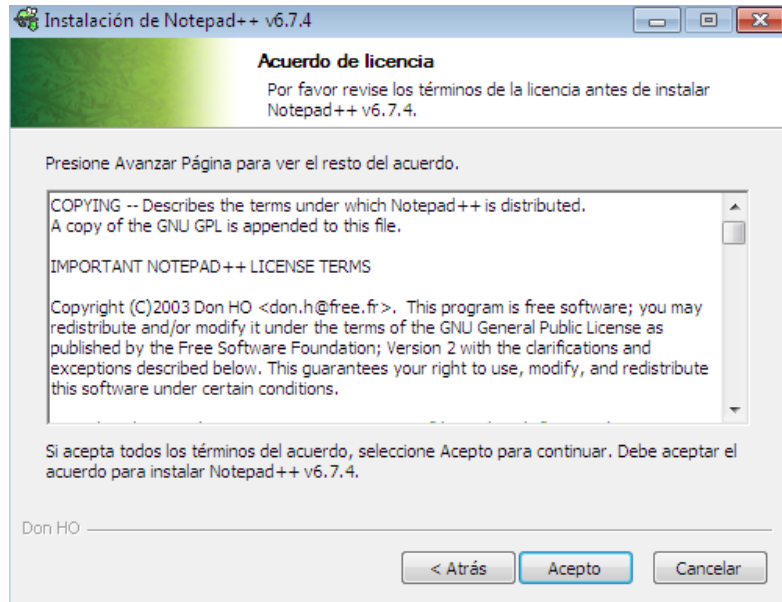 Instalación de Notepad++ v6.7.4
Acuerdo de licencia
Por favor revise los términos de la licencia antes de instalar
Notepad++ v6.7.4.
Presione Avanzar Página para ver el resto del acuerdo.
COPYING -- Describes the terms under which Notepad++ is distributed.
A copy of the GNU GPL is appended to this file.
IMPORTANT NOTEPAD++ LICENSE TERMS
Copyright (C)2003 Don HO <don.h@free.fr>. This program is free software; you may
redistribute and/or modify it under the terms of the GNU General Public License as
published by the Free Software Foundation; Version 2 with the clarifications and
exceptions described below. This guarantees your right to use, modify, and redistribute
this software under certain conditions.
Si acepta todos los términos del acuerdo, seleccione Acepto para continuar. Debe aceptar el
acuerdo para instalar Notepad++ v6.7.4.
Don HO
< Atrás
Acepto
Cancelar